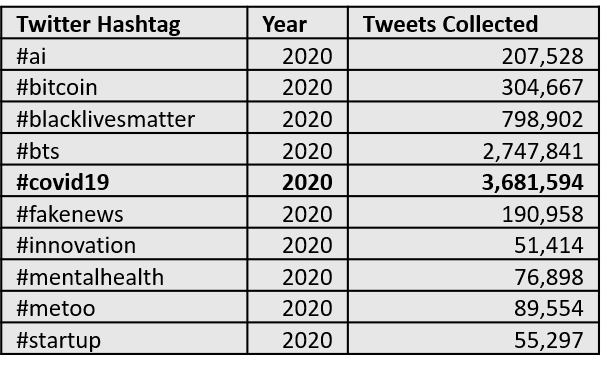 Twitter Hashtag Year Tweets Collected
#ai 2020 207,528
#bitcoin 2020 304,667
#blacklivesmatter 2020 798,902
#bts 2020 2,747,841
#covid19 2020 3,681,594
#fakenews 2020 190,958
#innovation 2020 51,414
#mentalhealth 2020 76,898
#metoo 2020 89,554
#startup 2020 55,297